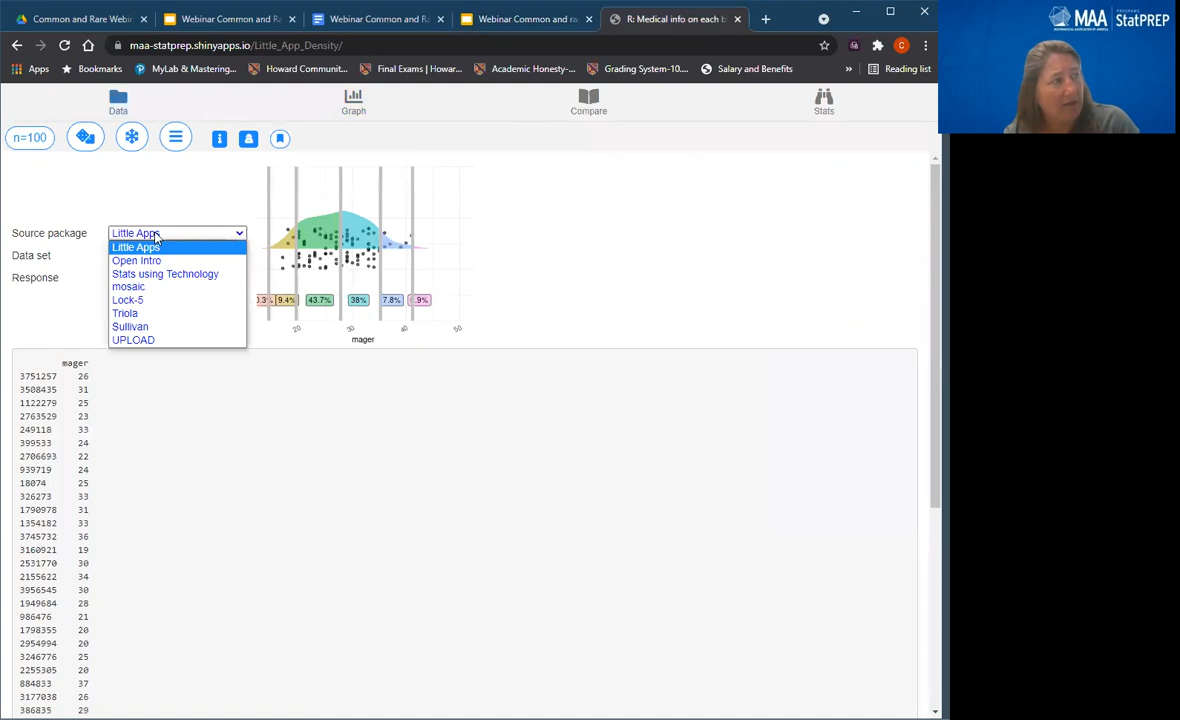 Common and Rare Webin
Webinar Common and Ra
Webinar Common and R
Webinar Common and ra
R: Medical info on each b
maa-statprep.shinyapps.io/Little_App_Density/
C
Apps
Bookmarks
MyLab & Mastering...
Howard Communit...
Final Exams | Howar...
Academic Honesty-...
Grading System-10....
Salary and Benefits
»
Reading list
MAA
MATHEMATICAL ASSOCIATION OF AMERICA
PROGRAMS
StatPREP
Data
Graph
Compare
Stats
n=100
Source package
Little Apps
Data set
Response
Little Apps
Open Intro
Stats using Technology
mosaic
Lock-5
Triola
Sullivan
UPLOAD
9.4%
43.7%
38%
7.8%
20
30
40
50
mager
mager
3751257 26
3508435 31
1122279 25
2763529 23
249118 33
399533 24
2706693 22
939719 24
18074 25
326273 33
1790978 31
1354182 33
3745732 36
3160921 19
2531770 30
2155622 34
3956545 30
1949684 28
986476 21
1798355 20
2954994 20
3246776 25
2255305 20
884833 37
3177038 26
386835 29